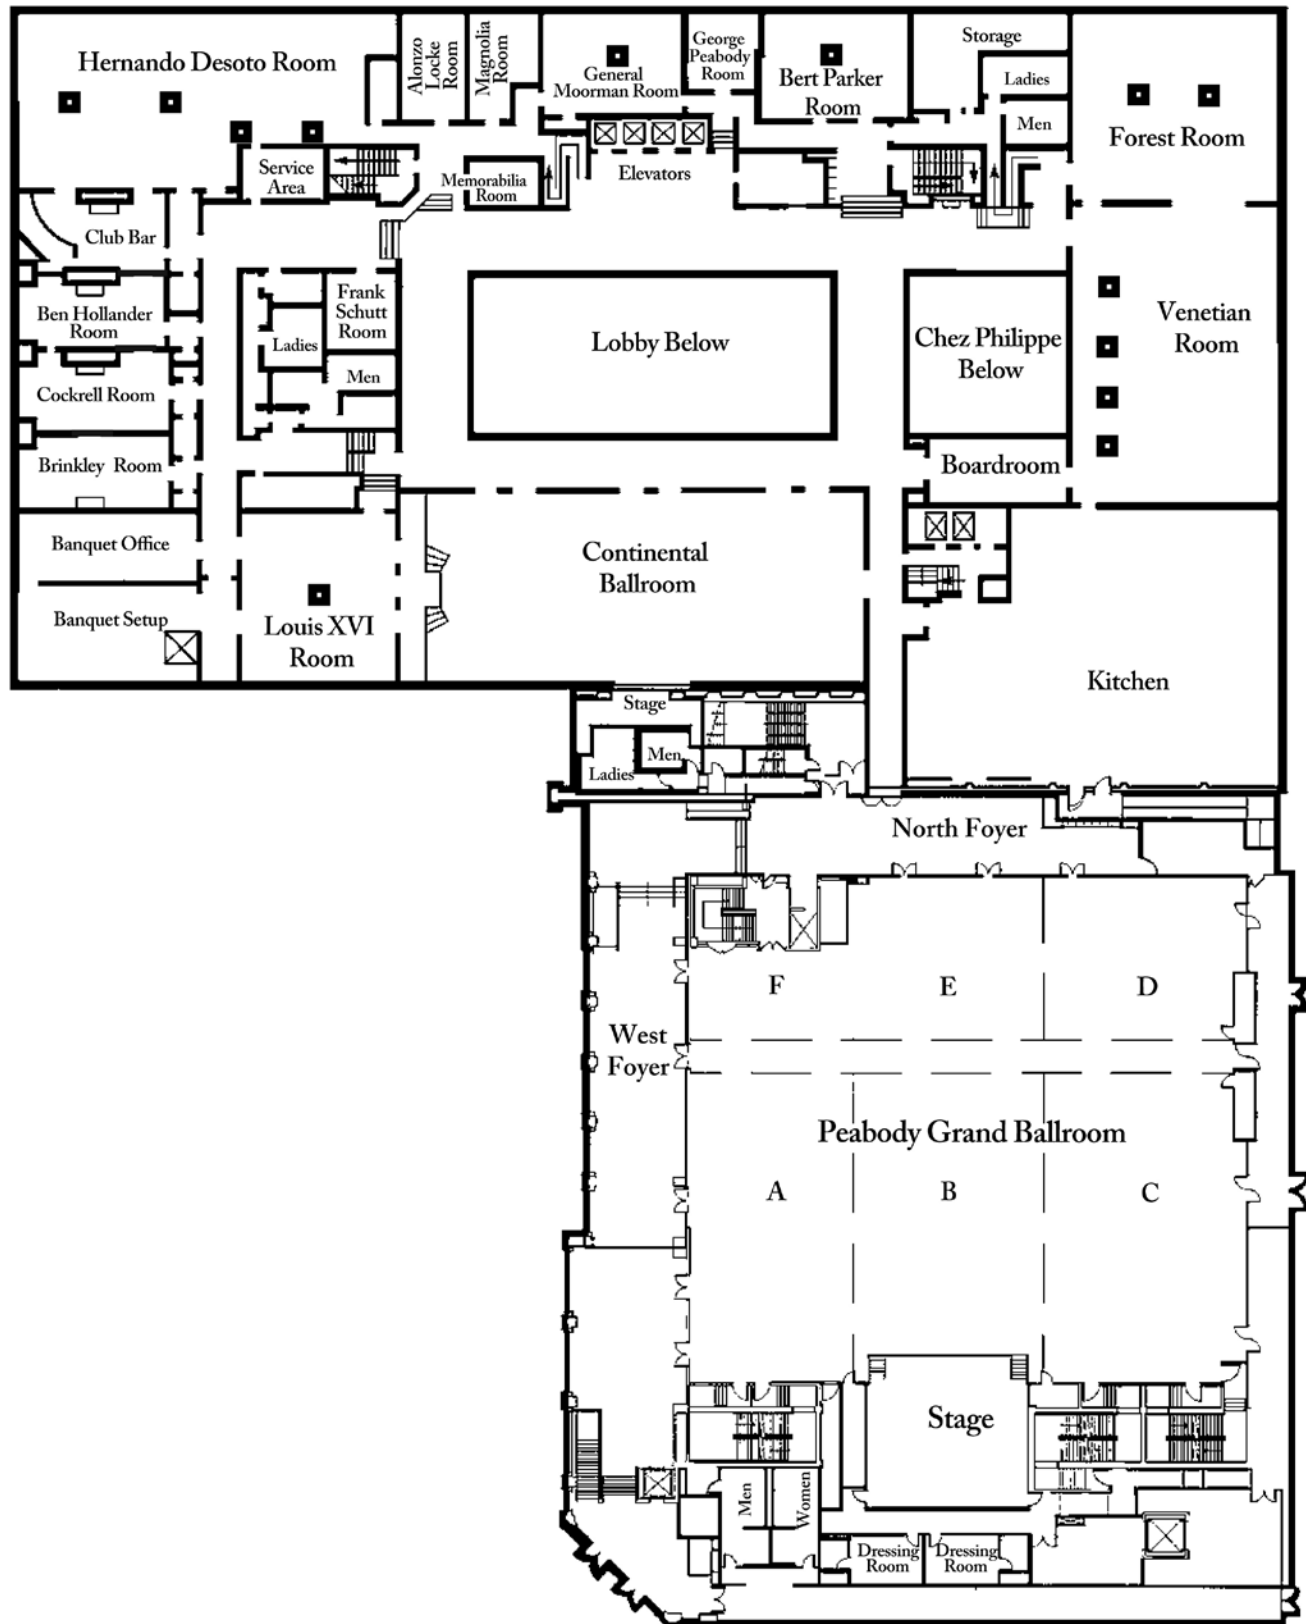 Hernando Desoto Room
Alonzo
Locke
Room
Magnolia
Room
General
Moorman Room
George
Peabody
Room
Bert Parker
Room
Storage
Ladies
Men
Forest Room
Service
Area
Memorabilia
Room
Elevators
Club Bar
Ben Hollander
Room
Frank
Schutt
Room
Ladies
Men
Lobby Below
Chez Philippe
Below
Venetian
Room
Cockrell Room
Brinkley Room
Boardroom
Banquet Office
Banquet Setup
Louis XVI
Room
Continental
Ballroom
Kitchen
Stage
Men
Ladies
North Foyer
F
E
D
West
Foyer
Peabody Grand Ballroom
A
B
C
Stage
Men
Women
Dressing
Room
Dressing
Room